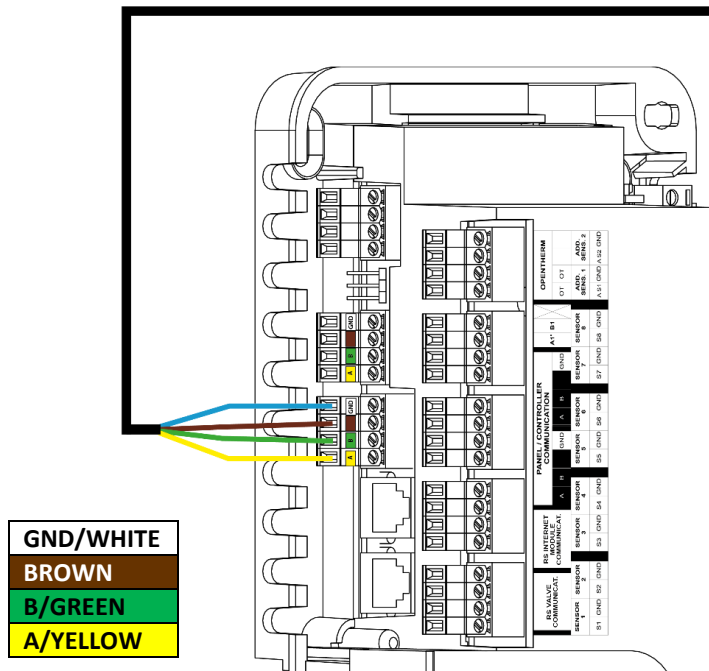 GND
B
A
GND
B
A
RS VALVE
COMMUNICAT.
RS INTERNET
MODULE
COMMUNICAT.
PANEL / CONTROLLER
COMMUNICATION
OPENTHERM
A B GND A B GND A1' B1 OT OT
SENSOR
1
SENSOR
2
SENSOR
3
SENSOR
4
SENSOR
5
SENSOR
6
SENSOR
7
SENSOR
8
ADD.
SENS. 1
ADD.
SENS. 2
S1 GND S2 GND S3 GND S4 GND S5 GND S6 GND S7 GND S8 GND AS1 GND AS2 GND
GND/WHITE
BROWN
B/GREEN
A/YELLOW